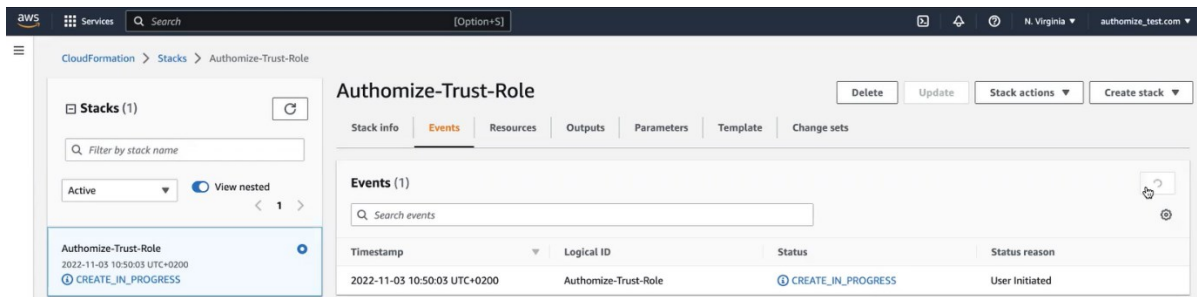 aws Services Search [Option+S] N. Virginia ▼ authomize_test.com ▼
CloudFormation > Stacks > Authomize-Trust-Role
Stacks (1)
Filter by stack name
Active ▼ View nested
< 1 >
Authomize-Trust-Role
2022-11-03 10:50:03 UTC+0200
CREATE_IN_PROGRESS
Authomize-Trust-Role
Delete Update Stack actions ▼ Create stack ▼
Stack info Events Resources Outputs Parameters Template Change sets
Events (1)
Search events
Timestamp Logical ID Status Status reason
2022-11-03 10:50:03 UTC+0200 Authomize-Trust-Role CREATE_IN_PROGRESS User Initiated